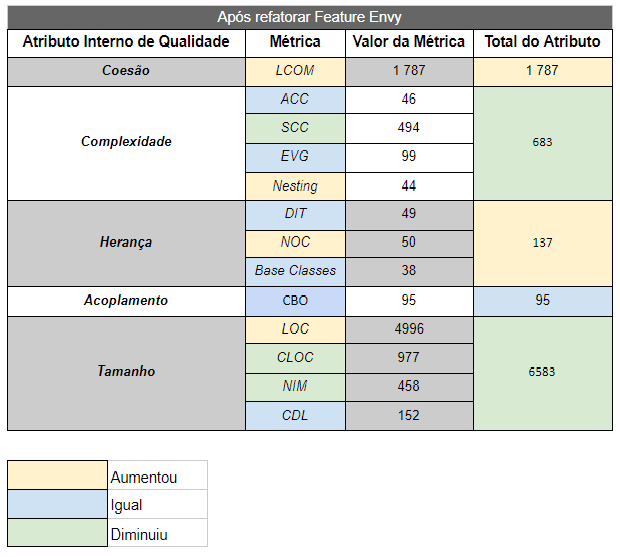 Após refatorar Feature Envy
Atributo Interno de Qualidade Métrica Valor da Métrica Total do Atributo
Coesão LCOM 1 787 1 787
Complexidade ACC 46 683
SCC 494
EVG 99
Nesting 44
Herança DIT 49 137
NOC 50
Base Classes 38
Acoplamento CBO 95 95
Tamanho LOC 4996 6583
CLOC 977
NIM 458
CDL 152
Aumentou
Igual
Diminuiu